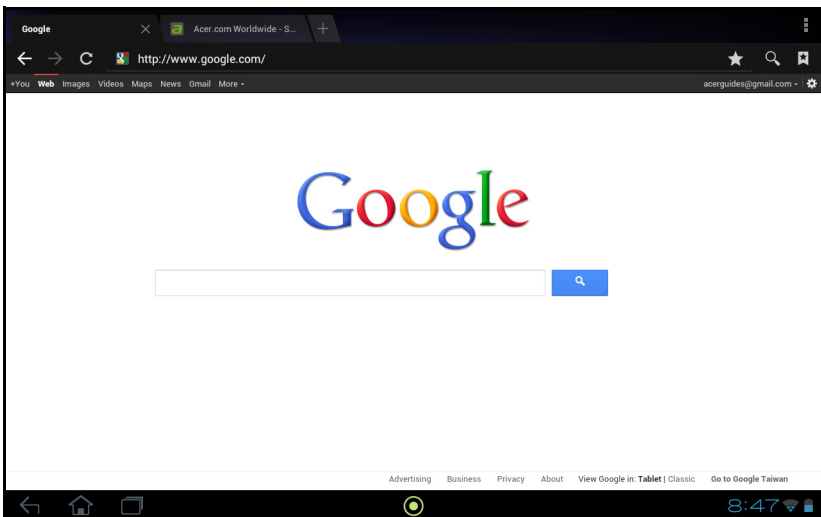 Google Acer.com Worldwide - S...
http://www.google.com/
+You Web Images Videos Maps News Gmail More acerguides@gmail.com
Google
Advertising Business Privacy About View Google in: Tablet | Classic Go to Google Taiwan
8:47